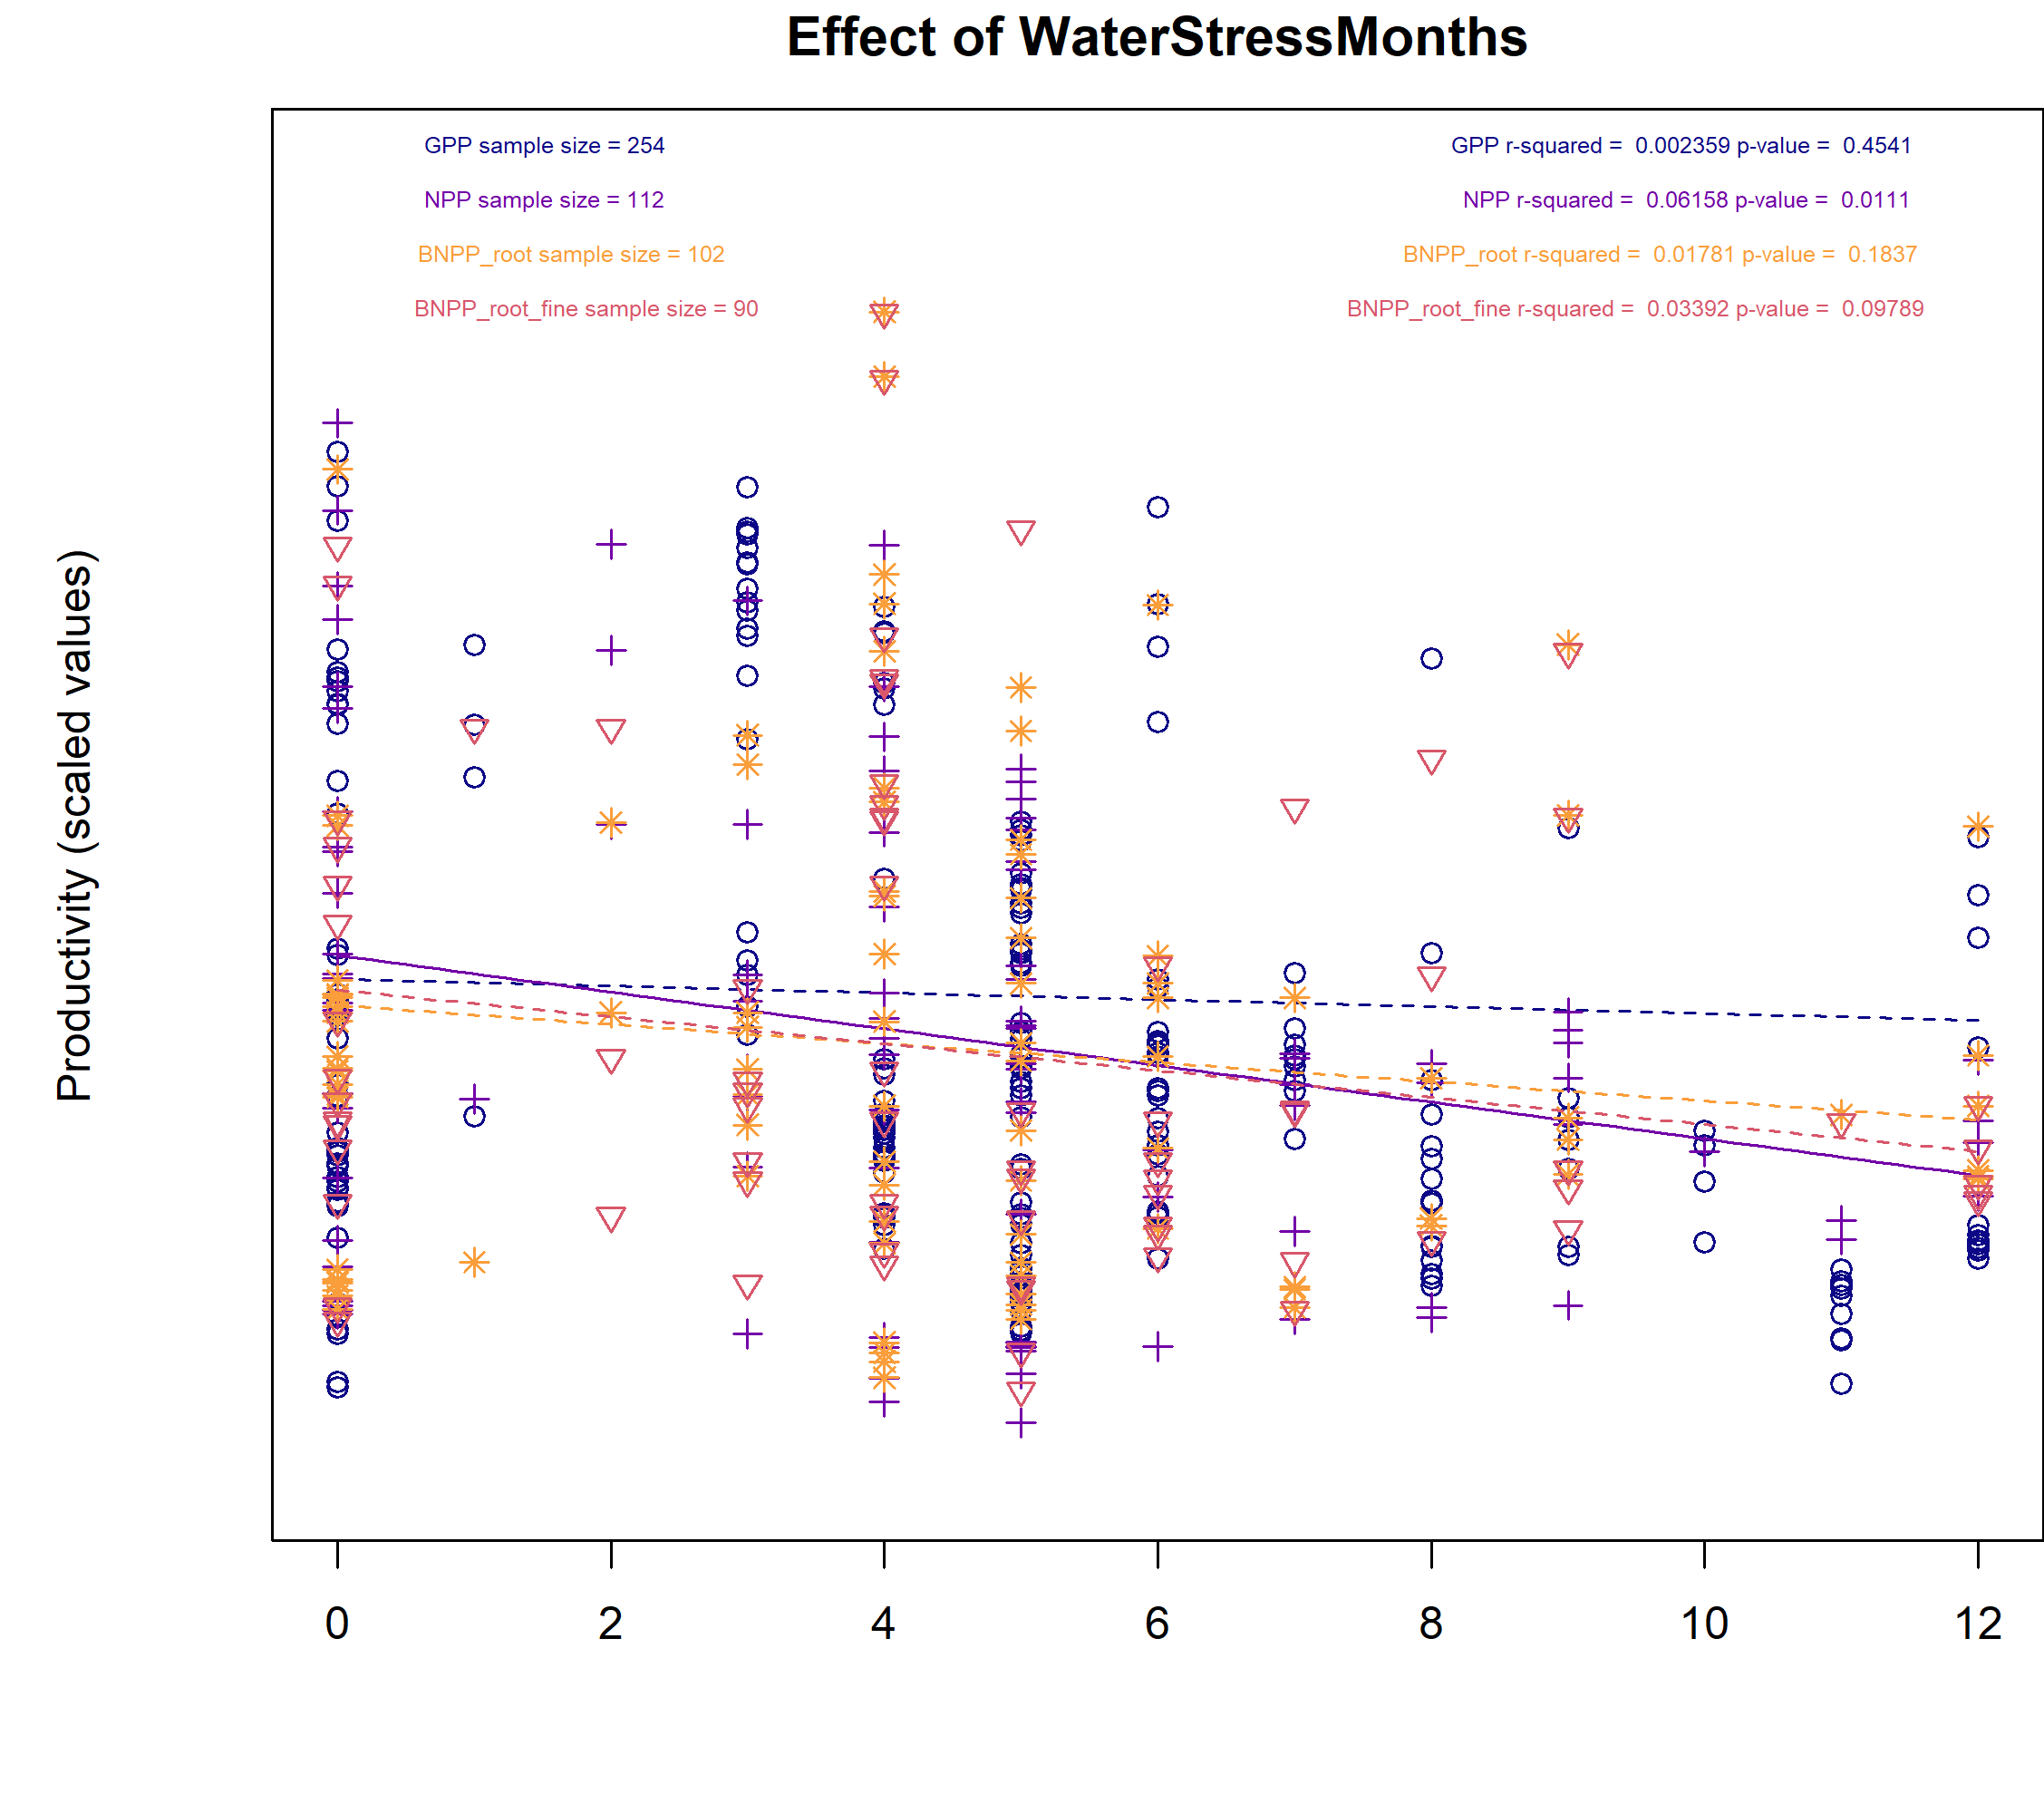 Effect of WaterStressMonths
GPP sample size = 254
GPP r-squared =  0.002359 p-value =  0.4541
NPP sample size = 112
NPP r-squared =  0.06158 p-value =  0.0111
BNPP_root sample size = 102
BNPP_root r-squared =  0.01781 p-value =  0.1837
BNPP_root_fine sample size = 90
BNPP_root_fine r-squared =  0.03392 p-value =  0.09789
Productivity (scaled values)
0 2 4 6 8 10 12